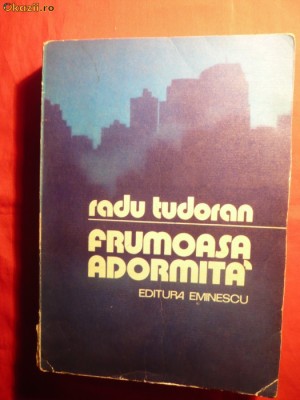 okazii.ro
radu tudoran
FRUMOASA
ADORMITĂ
EDITURA EMINESCU